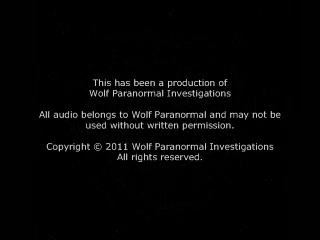 This has been a production of
Wolf Paranormal Investigations
All audio belongs to Wolf Paranormal and may not be
used without written permission.
Copyright © 2011 Wolf Paranormal Investigations
All rights reserved.